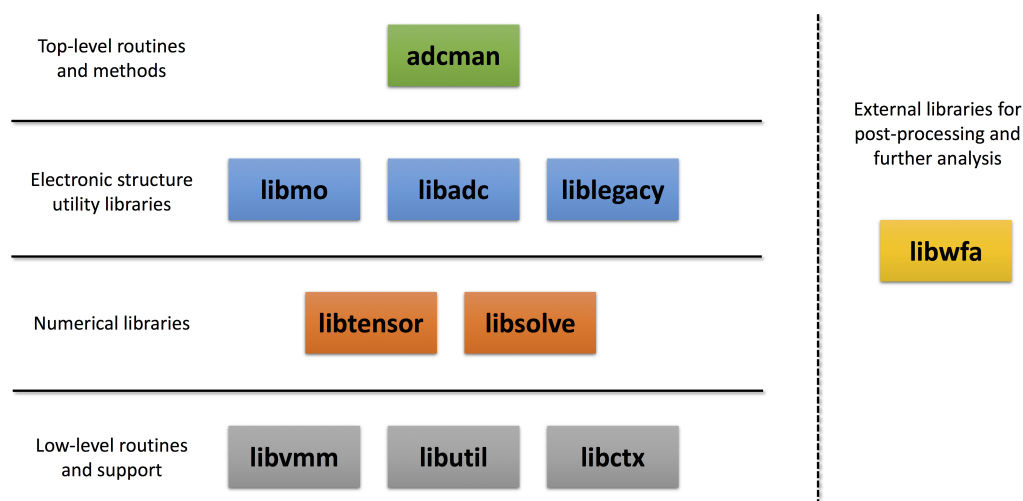 Top-level routines
and methods
adcman
Electronic structure
utility libraries
libmo
libadc
liblegacy
Numerical libraries
libtensor
libsolve
Low-level routines
and support
libvmm
libutil
libctx
External libraries for
post-processing and
further analysis
libwfa